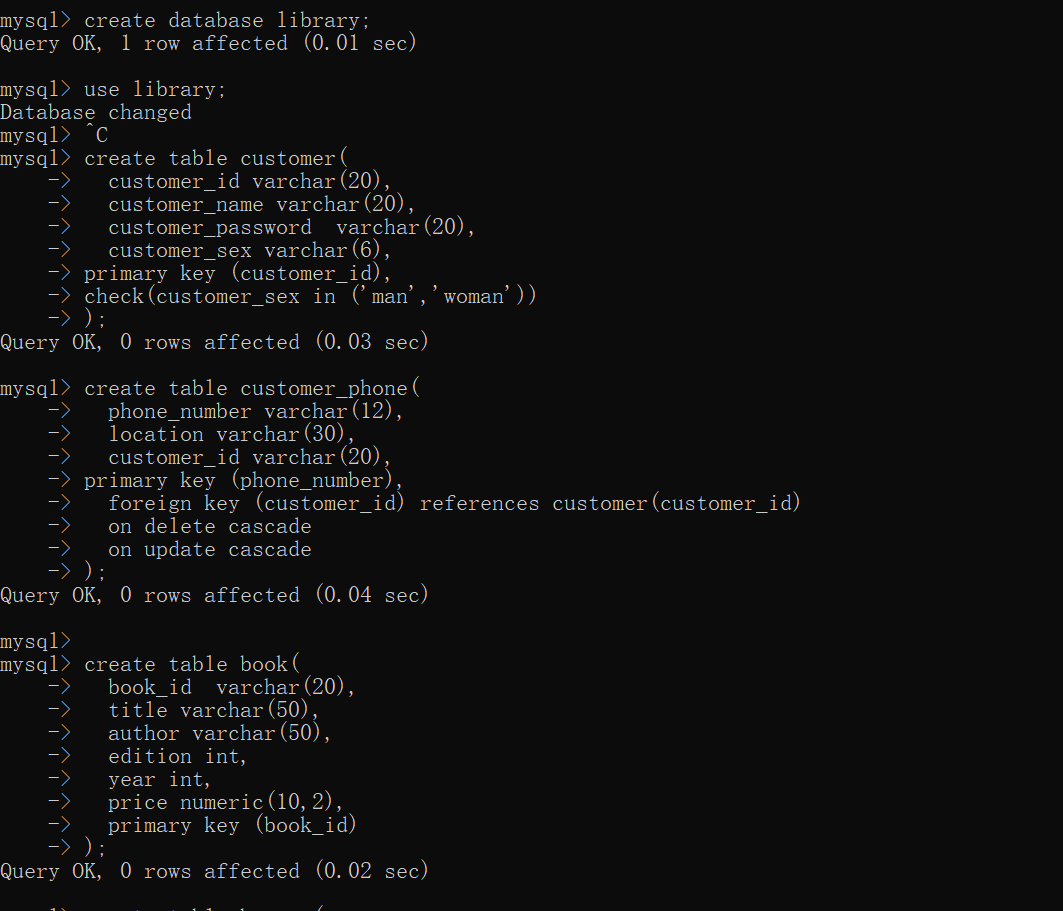 mysql> create database library;
Query OK, 1 row affected (0.01 sec)
mysql> use library;
Database changed
mysql> ^C
mysql> create table customer(
    ->   customer_id varchar(20),
    ->   customer_name varchar(20),
    ->   customer_password  varchar(20),
    ->   customer_sex varchar(6),
    -> primary key (customer_id),
    -> check(customer_sex in ('man','woman'))
    -> );
Query OK, 0 rows affected (0.03 sec)
mysql> create table customer_phone(
    ->   phone_number varchar(12),
    ->   location varchar(30),
    ->   customer_id varchar(20),
    -> primary key (phone_number),
    ->   foreign key (customer_id) references customer(customer_id)
    ->   on delete cascade
    ->   on update cascade
    -> );
Query OK, 0 rows affected (0.04 sec)
mysql>
mysql> create table book(
    ->   book_id  varchar(20),
    ->   title varchar(50),
    ->   author varchar(50),
    ->   edition int,
    ->   year int,
    ->   price numeric(10,2),
    ->   primary key (book_id)
    -> );
Query OK, 0 rows affected (0.02 sec)